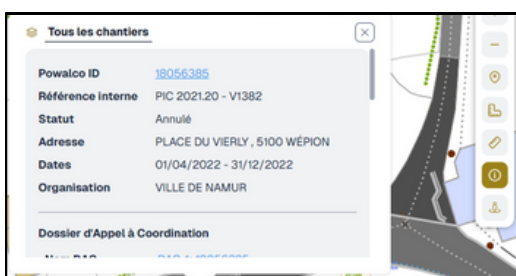 Tous les chantiers
Powalco ID 18056385
Référence interne PIC 2021.20 - V1382
Statut Annulé
Adresse PLACE DU VIERLY , 5100 WÉPION
Dates 01/04/2022 - 31/12/2022
Organisation VILLE DE NAMUR
Dossier d'Appel à Coordination